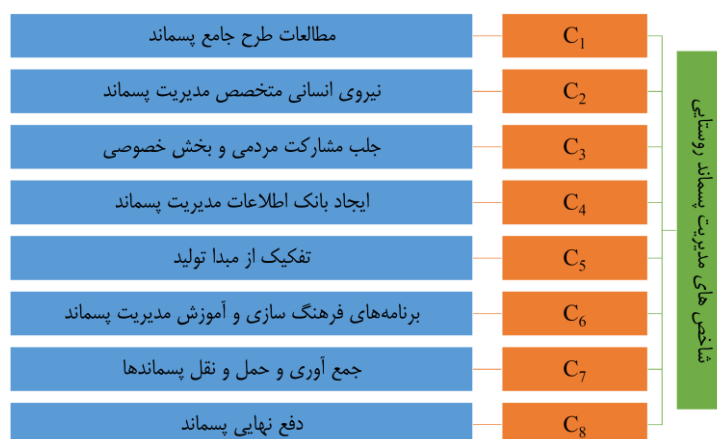 شاخص های مدیریت پسماند روستایی
C1 مطالعات طرح جامع پسماند
C2 نیروی انسانی متخصص مدیریت پسماند
C3 جلب مشارکت مردمی و بخش خصوصی
C4 ایجاد بانک اطلاعات مدیریت پسماند
C5 تفکیک از مبدا تولید
C6 برنامه‌های فرهنگ سازی و آموزش مدیریت پسماند
C7 جمع آوری و حمل و نقل پسماندها
C8 دفع نهایی پسماند